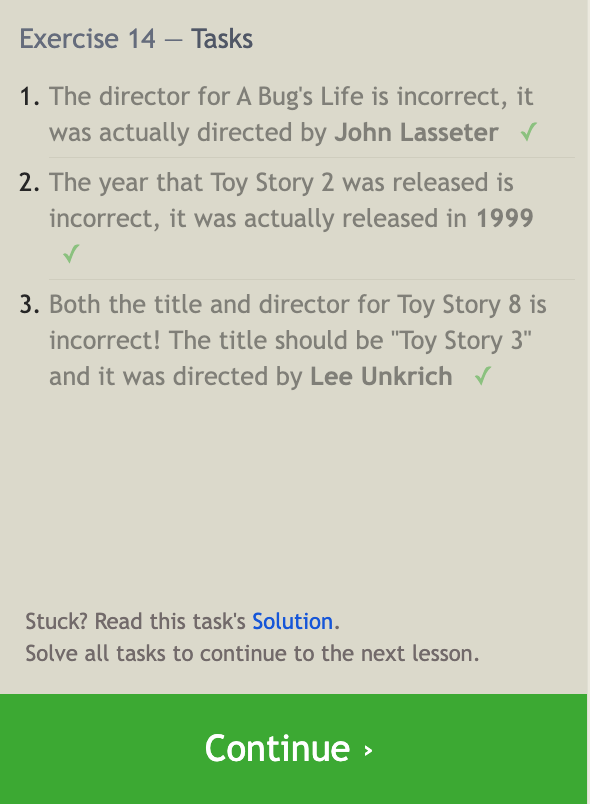 Exercise 14 — Tasks
1. The director for A Bug's Life is incorrect, it
was actually directed by John Lasseter ✓
2. The year that Toy Story 2 was released is
incorrect, it was actually released in 1999
✓
3. Both the title and director for Toy Story 8 is
incorrect! The title should be "Toy Story 3"
and it was directed by Lee Unkrich ✓
Stuck? Read this task's Solution.
Solve all tasks to continue to the next lesson.
Continue ›